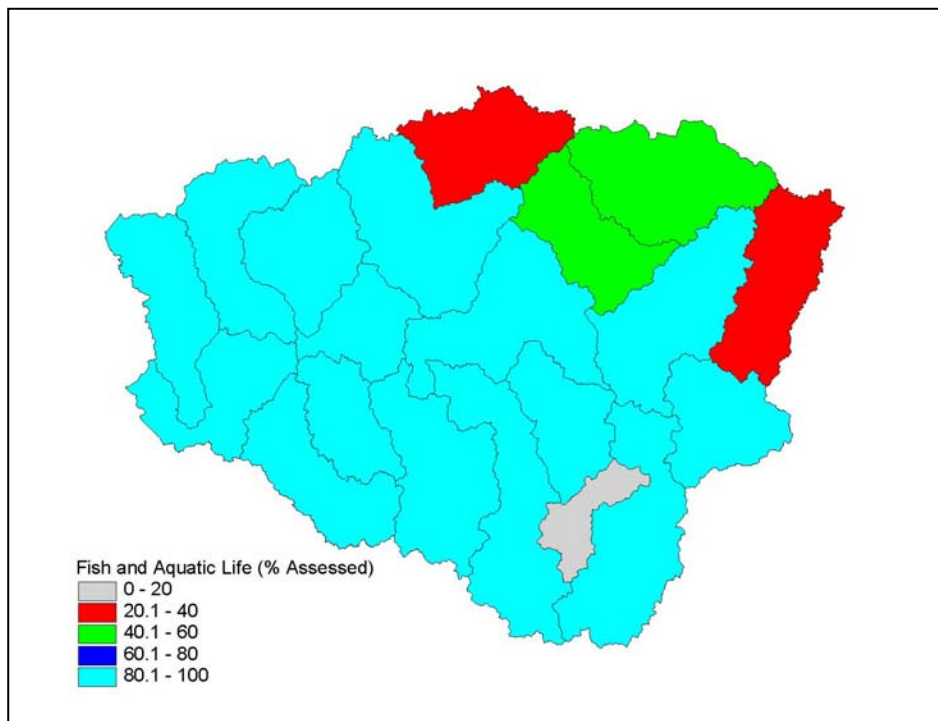 Fish and Aquatic Life (% Assessed)
0 - 20
20.1 - 40
40.1 - 60
60.1 - 80
80.1 - 100